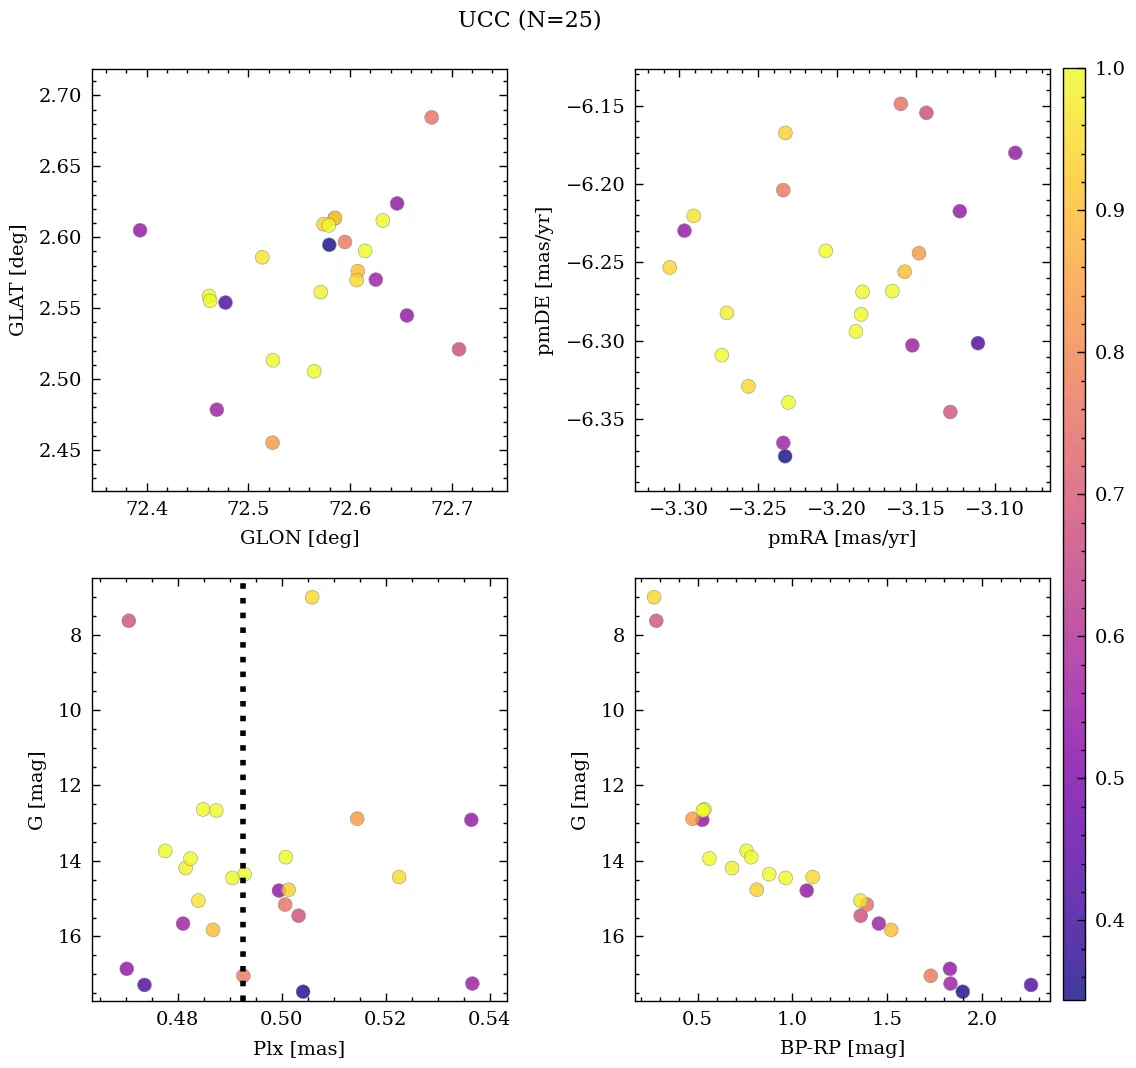 UCC (N=25)
2.70
2.65
2.60
2.55
2.50
2.45
GLAT [deg]
72.4 72.5 72.6 72.7
GLON [deg]
−6.15
−6.20
−6.25
−6.30
−6.35
pmDE [mas/yr]
−3.30 −3.25 −3.20 −3.15 −3.10
pmRA [mas/yr]
1.0
0.9
0.8
0.7
0.6
0.5
0.4
8
10
12
14
16
G [mag]
0.48 0.50 0.52 0.54
Plx [mas]
8
10
12
14
16
G [mag]
0.5 1.0 1.5 2.0
BP-RP [mag]